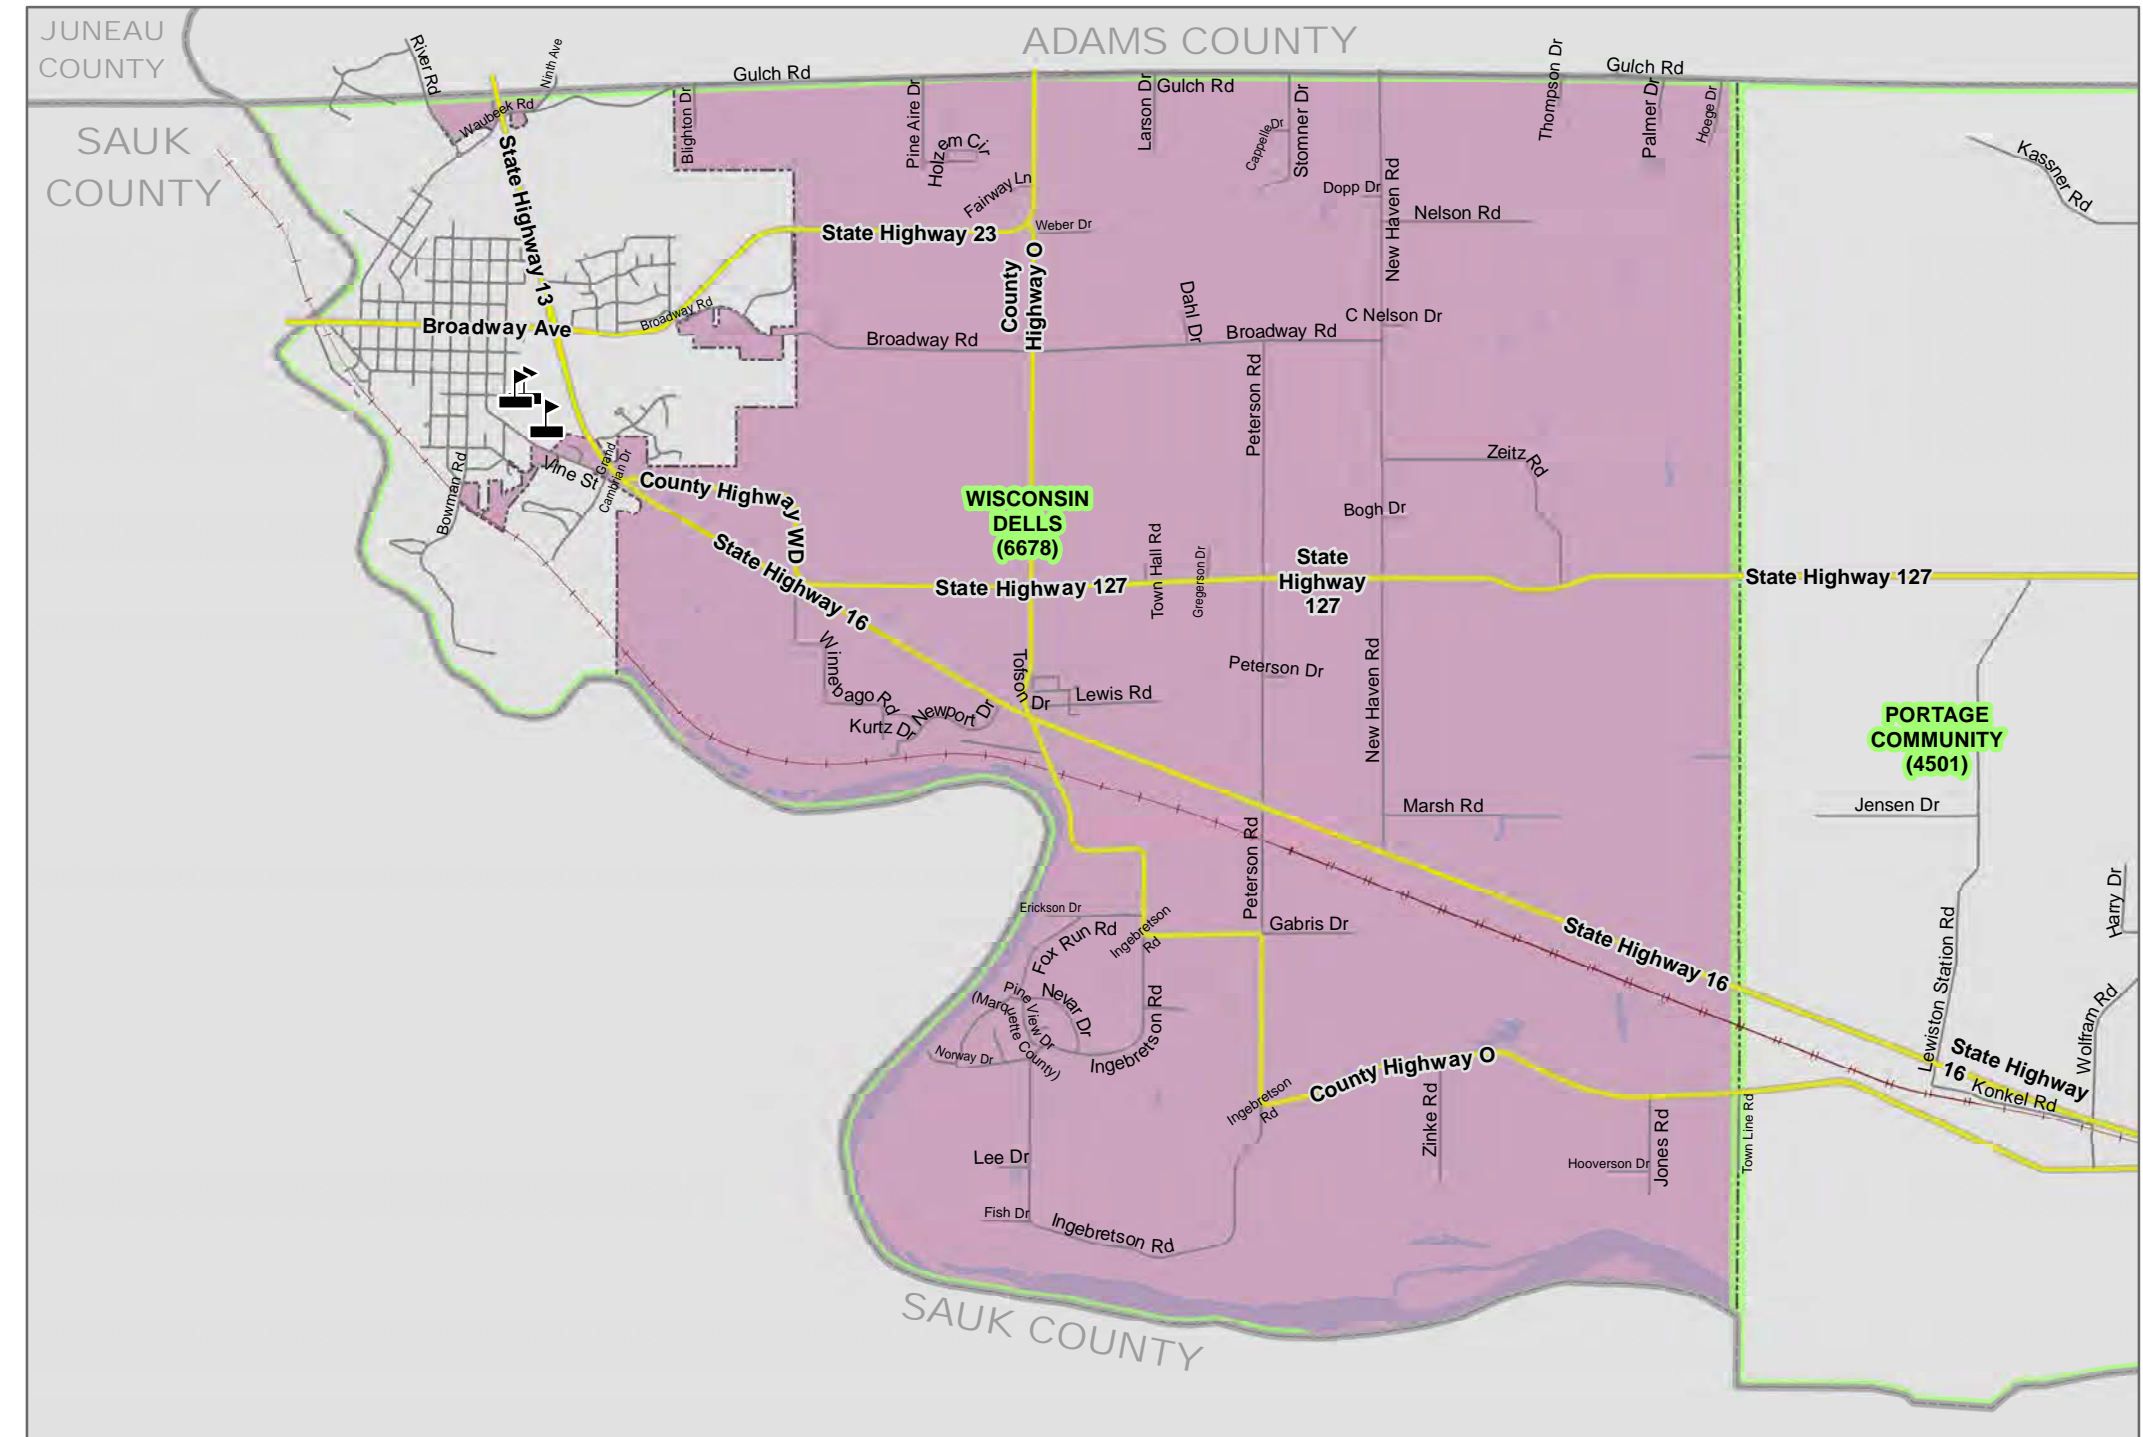 JUNEAU
COUNTY
ADAMS COUNTY
SAUK
COUNTY
River Rd
Ninth Ave
Waubeek Rd
Gulch Rd
Gulch Rd
Gulch Rd
Blighton Dr
Pine Aire Dr
Holzem Cir
Fairway Ln
Larson Dr
Cappelle Dr
Stomner Dr
Thompson Dr
Palmer Dr
Hoege Dr
Kassner Rd
Dopp Dr
Nelson Rd
New Haven Rd
State Highway 13
State Highway 23
Weber Dr
County
Highway O
Broadway Ave
Broadway Rd
Broadway Rd
Dahl Dr
Broadway Rd
C Nelson Dr
Peterson Rd
Zeitz Rd
Bogh Dr
Vine St
Grand
Cambrian Dr
Bowman Rd
County Highway WD
WISCONSIN
DELLS
(6678)
State Highway 16
State Highway 127
Town Hall Rd
Gregerson Dr
State
Highway
127
State Highway 127
Winnebago Rd
Kurtz Dr
Newport Dr
Tofson
Dr
Lewis Rd
Peterson Dr
New Haven Rd
PORTAGE
COMMUNITY
(4501)
Jensen Dr
Marsh Rd
Peterson Rd
Harry Dr
Erickson Dr
Fox Run Rd
Ingebretson
Rd
Gabris Dr
State Highway 16
Lewiston Station Rd
Nevar Dr
Pine View Dr
(Marquette County)
Norway Dr
Ingebretson Rd
County Highway O
Ingebretson
Rd
Zinke Rd
Hooverson Dr
Jones Rd
Town Line Rd
State Highway
16
Konkel Rd
Wolfram Rd
Lee Dr
Fish Dr
Ingebretson Rd
SAUK COUNTY